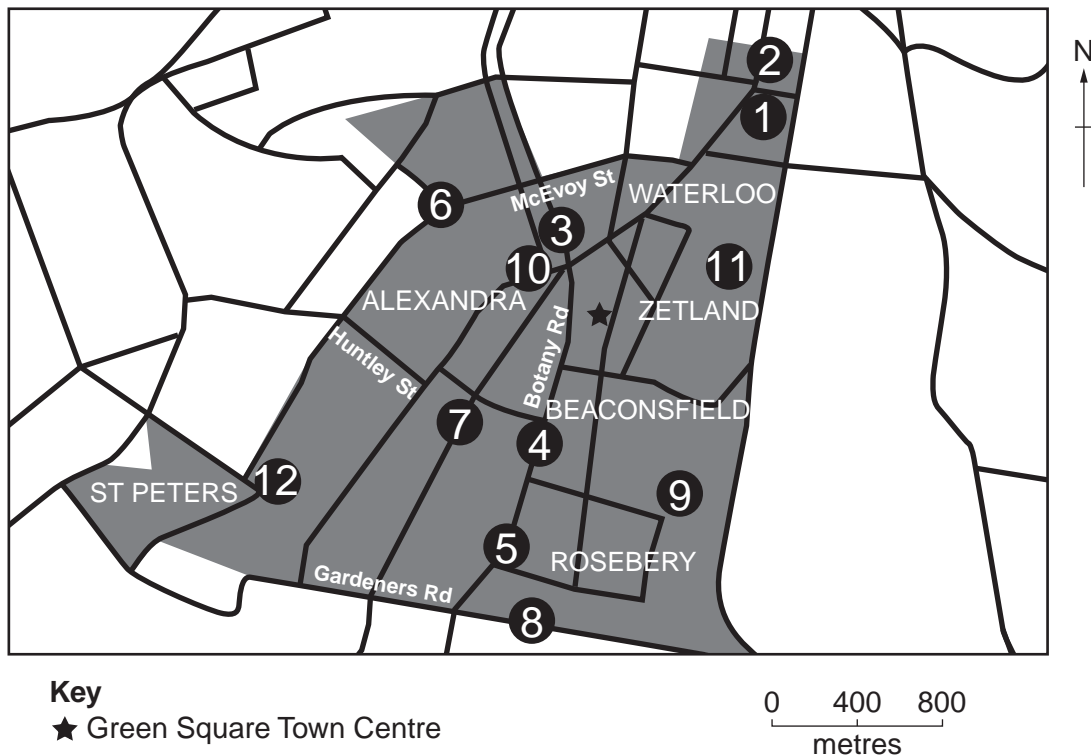 N
2
1
WATERLOO
McEvoy St
6
3
10
11
ALEXANDRA
ZETLAND
Huntley St
Botany Rd
BEACONSFIELD
7
4
12
ST PETERS
9
5
ROSEBERY
Gardeners Rd
8
Key
★ Green Square Town Centre
0 400 800
metres